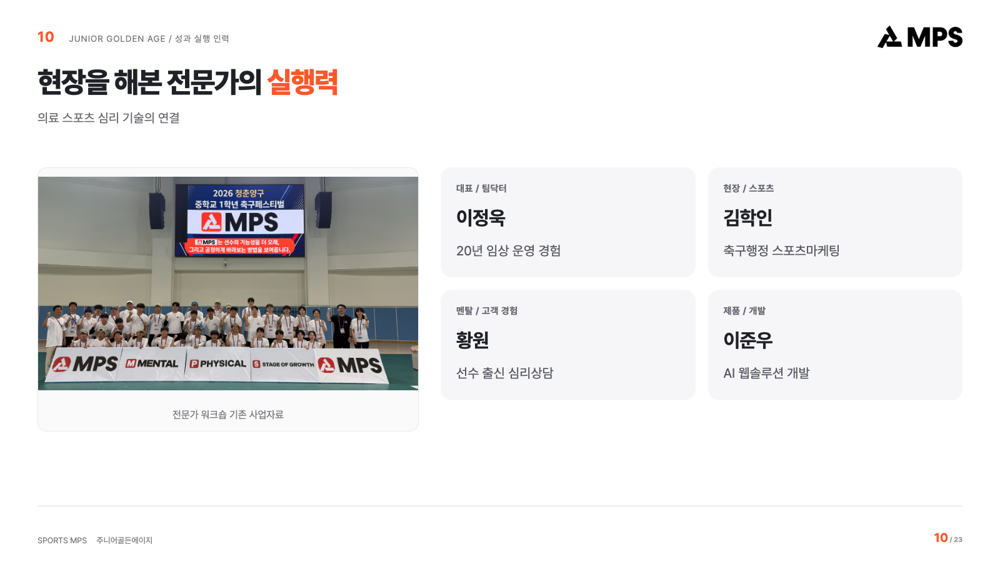 10 JUNIOR GOLDEN AGE / 성과 실행 인력
MPS
현장을 해본 전문가의 실행력
의료 스포츠 심리 기술의 연결
2026 청춘양구
중학교 1학년 축구페스티벌
MPS
MPS는 선수의 가능성을 더 오래,
그리고 공정하게 바라보는 방법을 보여줍니다.
MPS
M MENTAL
P PHYSICAL
S STAGE OF GROWTH
MPS
전문가 워크숍 기존 사업자료
대표 / 팀닥터
이정욱
20년 임상 운영 경험
현장 / 스포츠
김학인
축구행정 스포츠마케팅
멘탈 / 고객 경험
황원
선수 출신 심리상담
제품 / 개발
이준우
AI 웹솔루션 개발
SPORTS MPS 주니어골든에이지
10 / 23